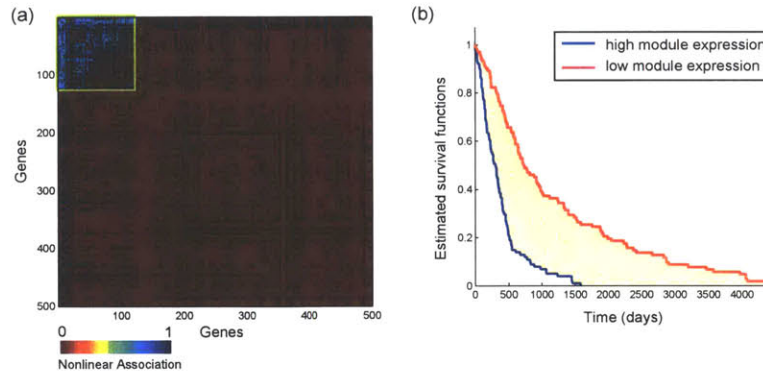 (a)
100
200
300
400
500
Genes
100 200 300 400 500
Genes
0 1
Nonlinear Association
(b)
high module expression
low module expression
1
0.8
0.6
0.4
0.2
Estimated survival functions
0 500 1000 1500 2000 2500 3000 3500 4000
Time (days)